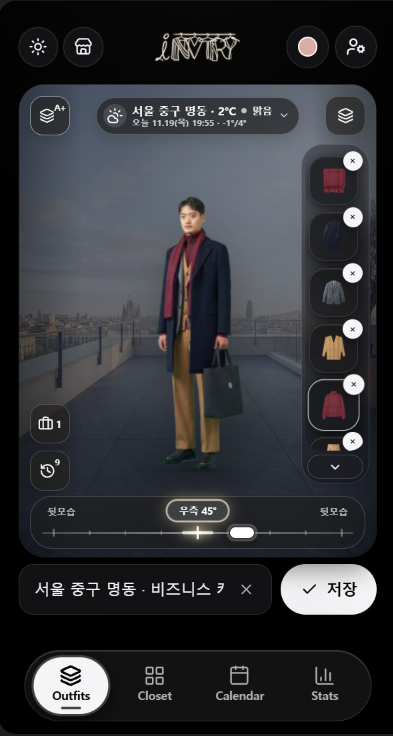 iNVTRY
A+
서울 중구 명동 · 2°C 맑음
오늘 11.19(목) 19:55 · -1°/4°
1
9
뒷모습
우측 45°
뒷모습
서울 중구 명동 · 비즈니스
저장
Outfits
Closet
Calendar
Stats